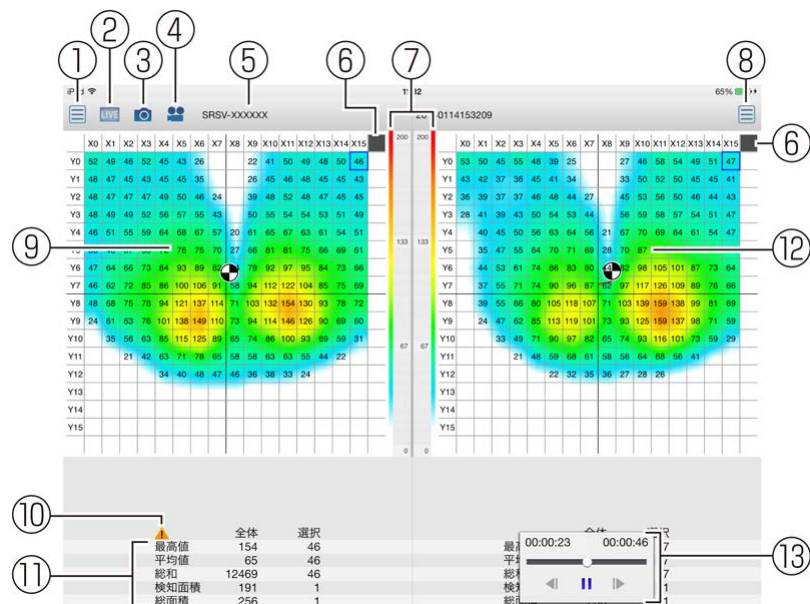 ① ② ③ ④ ⑤ ⑥ ⑦ ⑧
65%
LIVE SRSV-XXXXXX 0114153209
X0 X1 X2 X3 X4 X5 X6 X7 X8 X9 X10 X11 X12 X13 X14 X15 200 200 X0 X1 X2 X3 X4 X5 X6 X7 X8 X9 X10 X11 X12 X13 X14 X15 ⑥
Y0 52 49 46 52 45 43 26 22 41 50 49 48 50 46 Y0 53 50 45 55 48 39 25 27 46 58 54 49 51 47
Y1 48 47 45 43 45 45 35 26 45 51 46 48 45 45 43 Y1 43 42 37 36 45 41 34 33 50 52 50 45 45 41
Y2 48 47 47 47 49 50 46 24 39 48 52 48 47 45 45 Y2 37 41 40 42 36 46 48 44 27 45 50 53 51 46 43 44
Y3 48 49 49 52 56 57 55 43 50 55 54 53 51 49 Y3 28 41 39 43 50 54 53 44 56 59 58 54 51 47
⑨ 46 51 55 59 64 68 67 57 20 61 65 64 63 60 55 53 40 45 50 56 64 63 56 21 67 70 69 66 61 54 49
76 75 70 27 66 81 81 75 66 69 61 133 133 Y5 40 45 47 55 64 70 71 69 28 70 87 ⑫
Y6 47 64 66 73 84 93 89 82 79 92 97 95 84 73 66 Y6 44 53 61 74 86 83 80 82 98 105 101 87 73 64
Y7 46 62 72 85 86 100 106 91 58 94 112 122 104 85 75 69 Y7 37 55 71 74 90 96 87 62 97 117 126 109 89 76 66
Y8 48 68 75 78 94 121 137 114 71 103 132 154 130 93 78 72 Y8 39 55 66 80 105 118 107 71 103 139 159 138 99 81 69
Y9 24 61 63 76 101 138 149 110 73 94 114 146 126 90 69 60 Y9 24 52 62 85 113 119 101 73 93 125 159 137 98 74 59
Y10 35 56 63 85 115 125 89 65 74 86 100 93 69 59 31 67 67 Y10 33 49 71 90 97 82 65 74 93 116 101 73 59 29
Y11 21 42 63 71 78 65 58 58 63 63 55 44 22 Y11 21 48 59 68 61 58 55 64 68 56 41
Y12 34 40 48 47 46 36 38 33 24 Y12 22 32 35 36 27 28 26
Y13 Y13
Y14 Y14
Y15 0 0 Y15
⑩ 全体 選択
⑪ 最高値 154 46 00:00:23 00:00:46 ⑬
平均値 65 46
総和 12469 46
検知面積 191 1
総面積 256 1